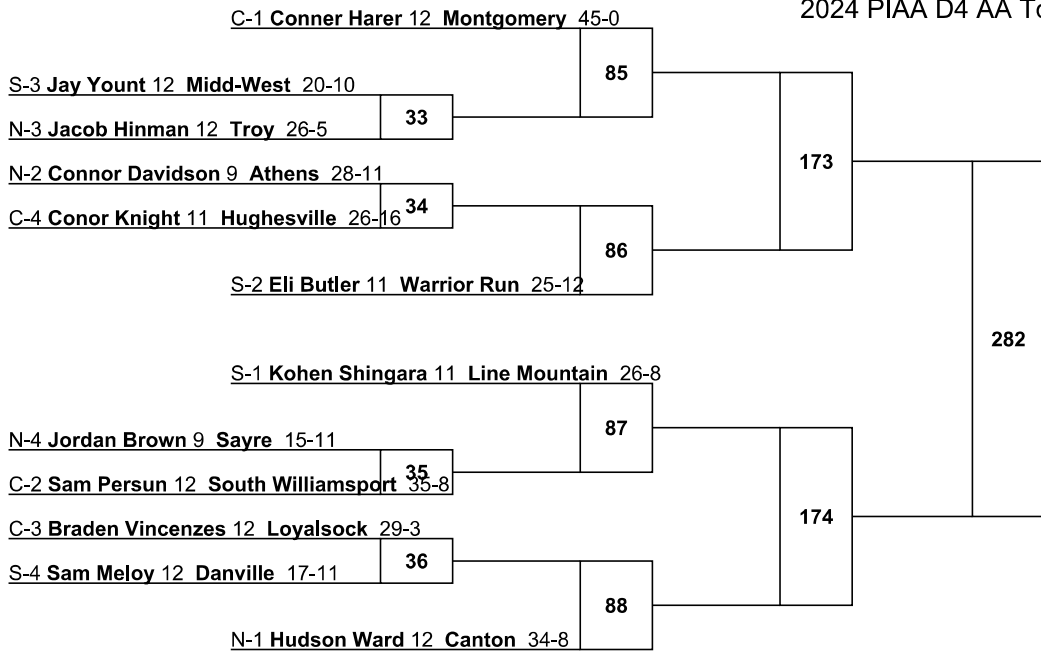 C-1 Conner Harer 12 Montgomery 45-0
2024 PIAA D4 AA To
85
S-3 Jay Yount 12 Midd-West 20-10
33
N-3 Jacob Hinman 12 Troy 26-5
173
N-2 Connor Davidson 9 Athens 28-11
34
C-4 Conor Knight 11 Hughesville 26-16
86
S-2 Eli Butler 11 Warrior Run 25-12
282
S-1 Kohen Shingara 11 Line Mountain 26-8
87
N-4 Jordan Brown 9 Sayre 15-11
35
C-2 Sam Persun 12 South Williamsport 35-8
174
C-3 Braden Vincenzes 12 Loyalsock 29-3
36
S-4 Sam Meloy 12 Danville 17-11
88
N-1 Hudson Ward 12 Canton 34-8